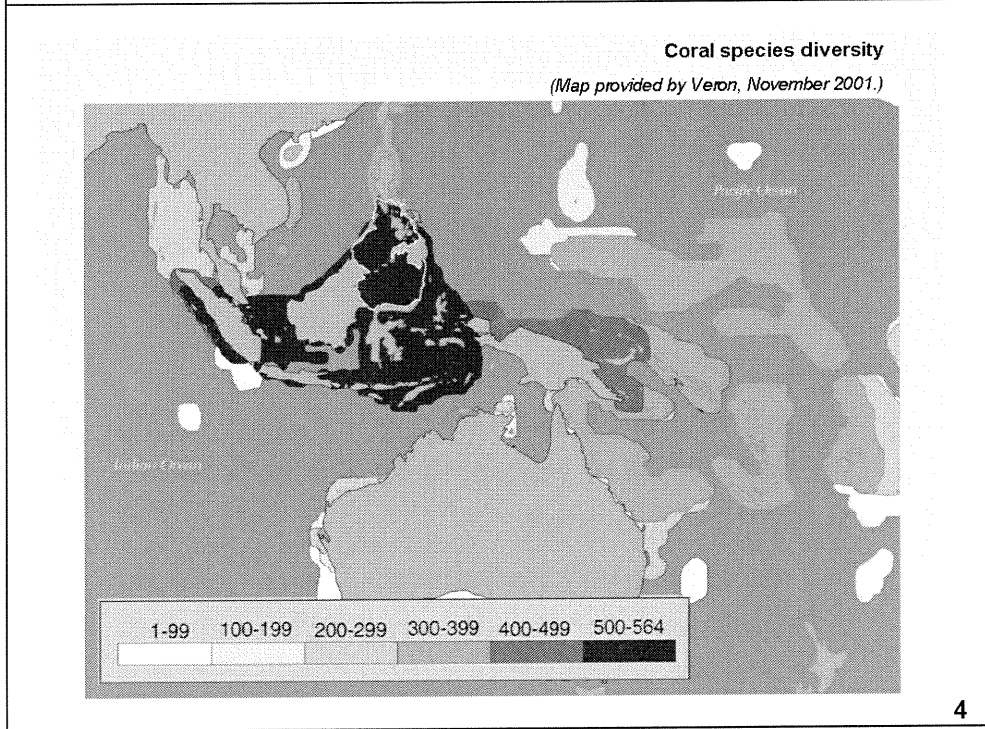 Coral species diversity
(Map provided by Veron, November 2001.)
Pacific Ocean
Indian Ocean
1-99 100-199 200-299 300-399 400-499 500-564
4